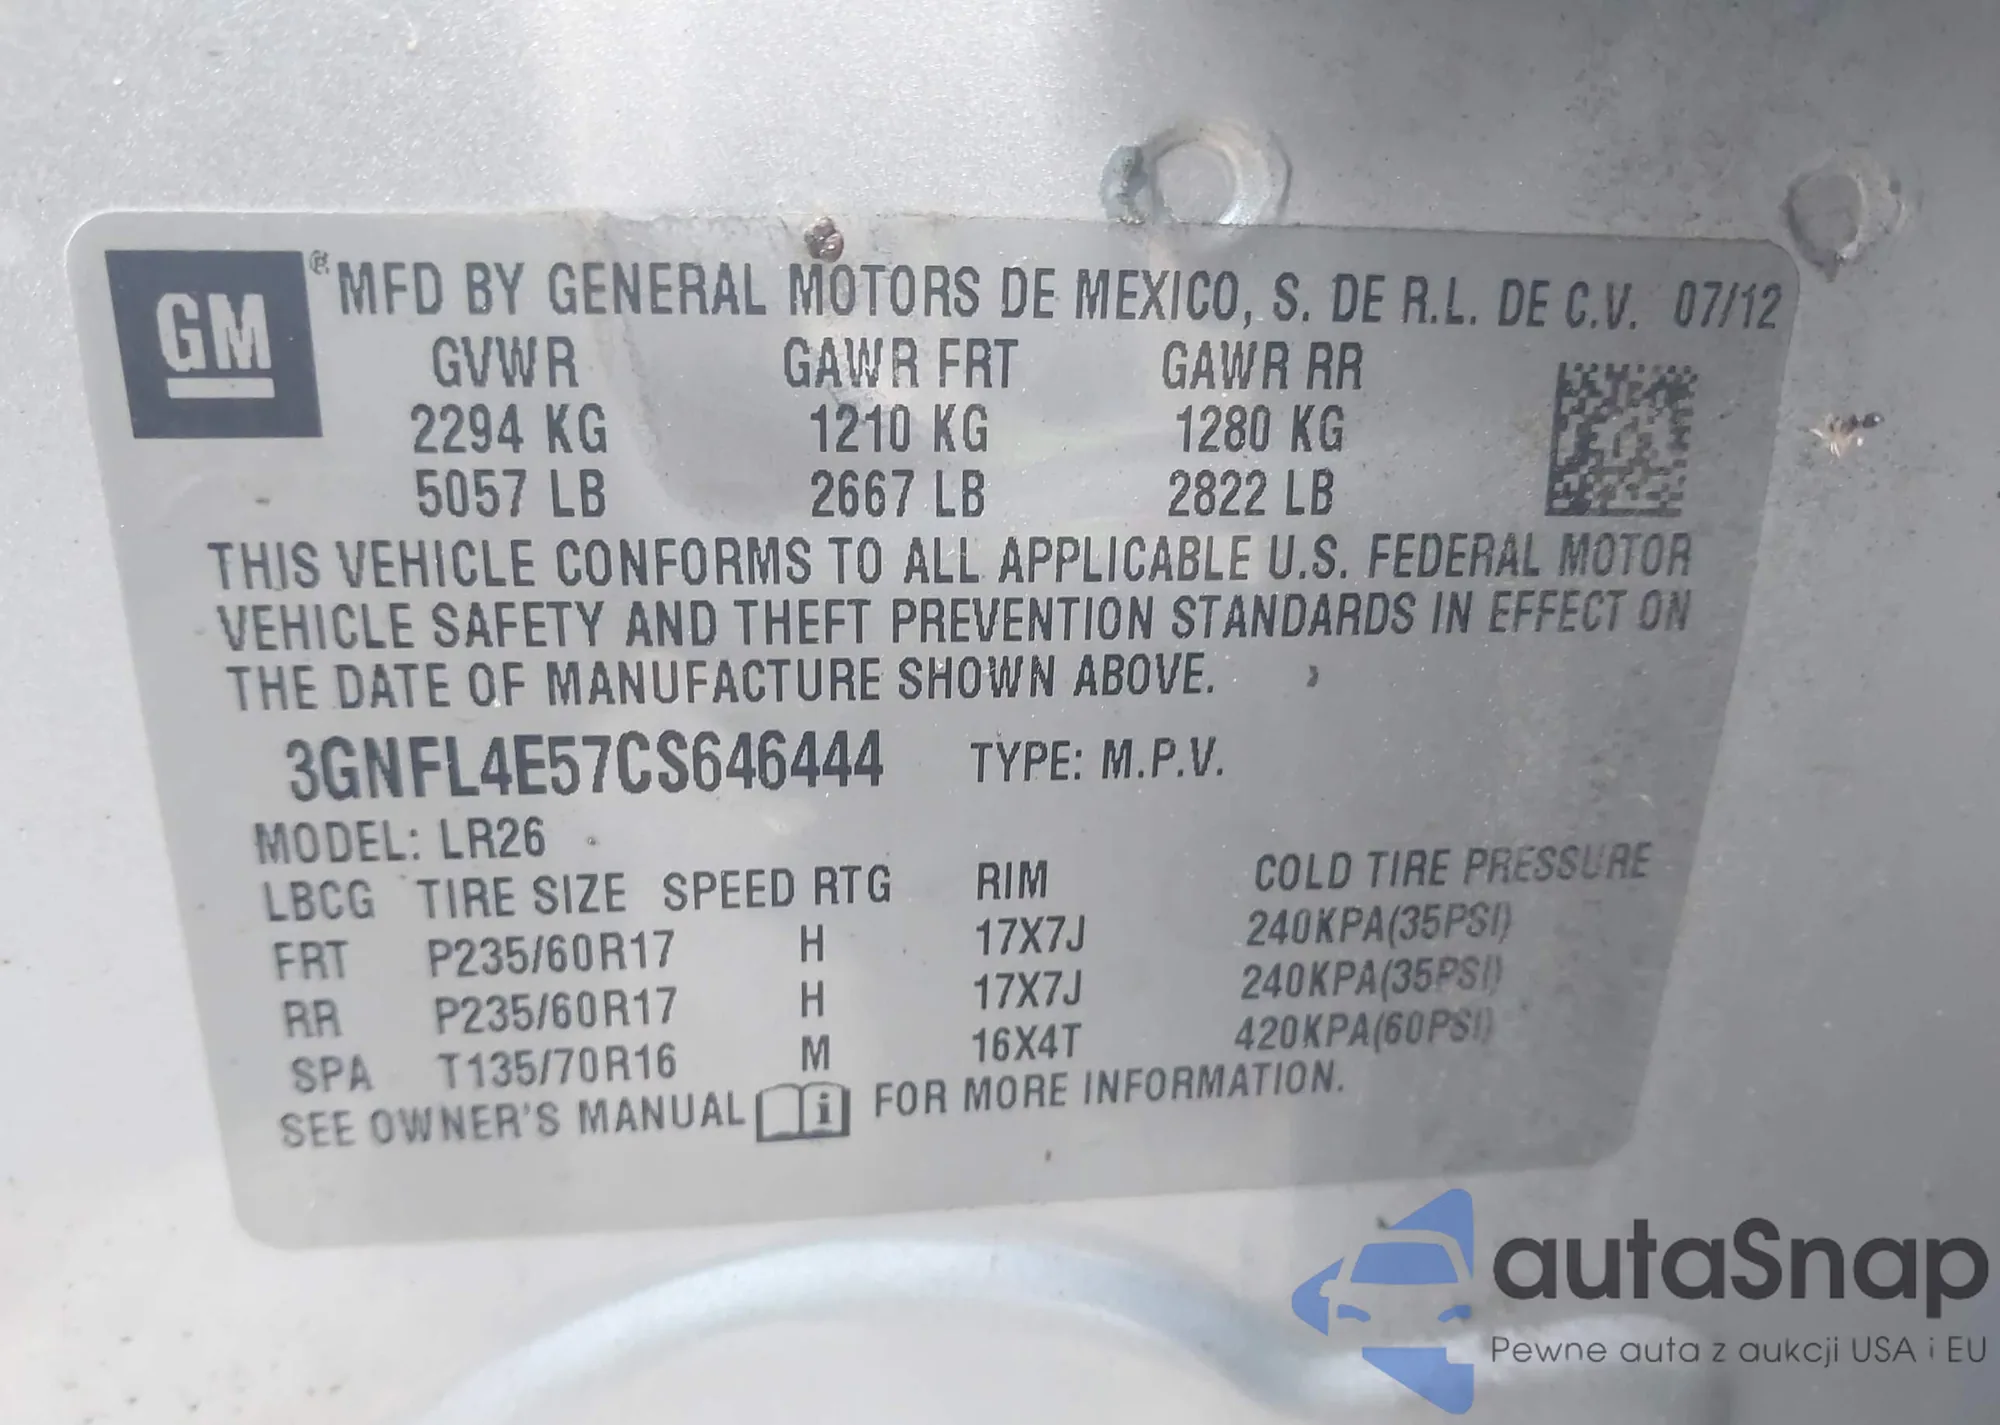 GM
® MFD BY GENERAL MOTORS DE MEXICO, S. DE R.L. DE C.V. 07/12
GVWR GAWR FRT GAWR RR
2294 KG 1210 KG 1280 KG
5057 LB 2667 LB 2822 LB
THIS VEHICLE CONFORMS TO ALL APPLICABLE U.S. FEDERAL MOTOR
VEHICLE SAFETY AND THEFT PREVENTION STANDARDS IN EFFECT ON
THE DATE OF MANUFACTURE SHOWN ABOVE.
3GNFL4E57CS646444 TYPE: M.P.V.
MODEL: LR26
LBCG TIRE SIZE SPEED RTG RIM COLD TIRE PRESSURE
FRT P235/60R17 H 17X7J 240KPA(35PSI)
RR P235/60R17 H 17X7J 240KPA(35PSI)
SPA T135/70R16 M 16X4T 420KPA(60PSI)
SEE OWNER'S MANUAL i FOR MORE INFORMATION.
autaSnap
Pewne auta z aukcji USA i EU